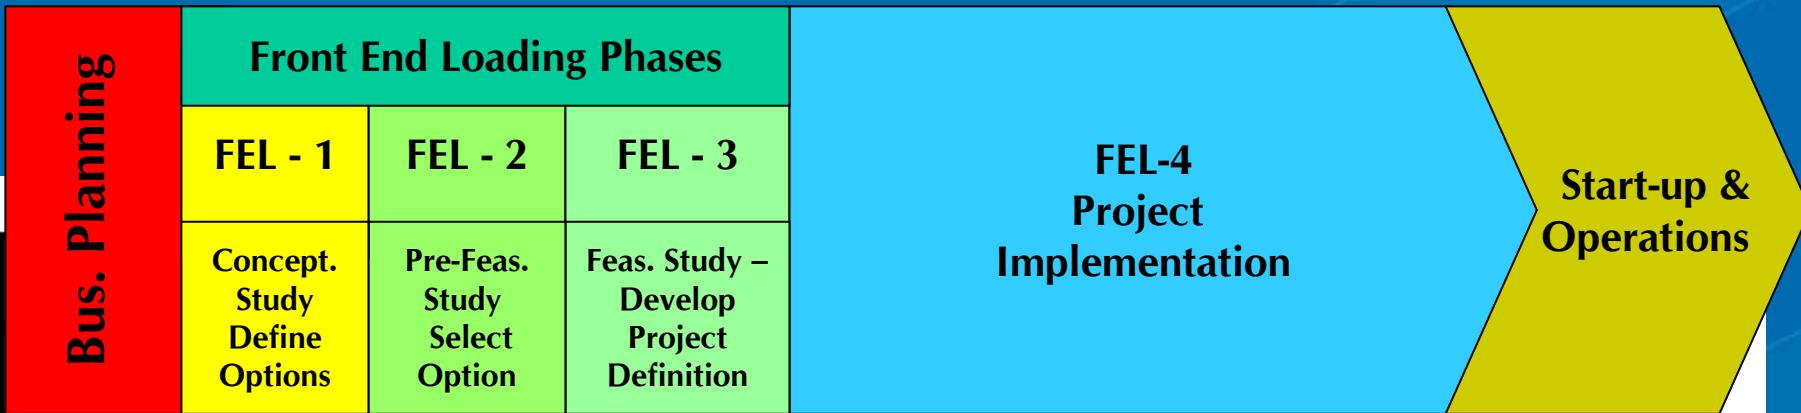 Bus. Planning
Front End Loading Phases
FEL - 1
FEL - 2
FEL - 3
Concept.
Study
Define
Options
Pre-Feas.
Study
Select
Option
Feas. Study –
Develop
Project
Definition
FEL-4
Project
Implementation
Start-up &
Operations